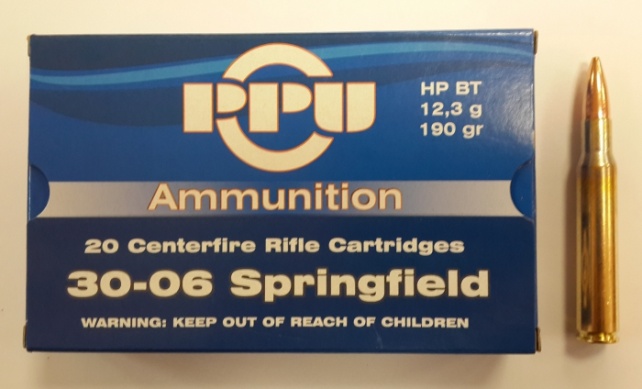 PPU
HP BT
12,3 g
190 gr
Ammunition
20 Centerfire Rifle Cartridges
30-06 Springfield
WARNING: KEEP OUT OF REACH OF CHILDREN